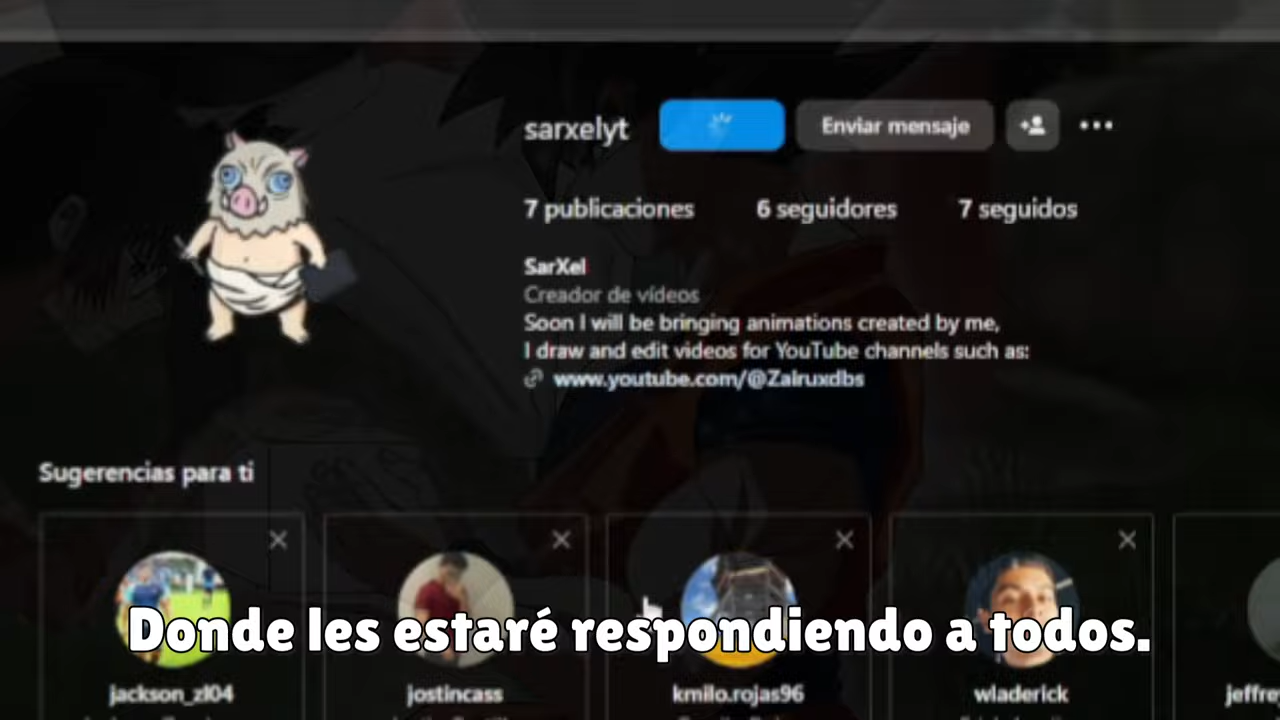 sarxelyt
Enviar mensaje
7 publicaciones 6 seguidores 7 seguidos
SarXel
Creador de vídeos
Soon I will be bringing animations created by me,
I draw and edit videos for YouTube channels such as:
www.youtube.com/@Zairuxdbs
Sugerencias para ti
Donde les estaré respondiendo a todos.
jackson_zl04 jostincass kmilo.rojas96 wladerick